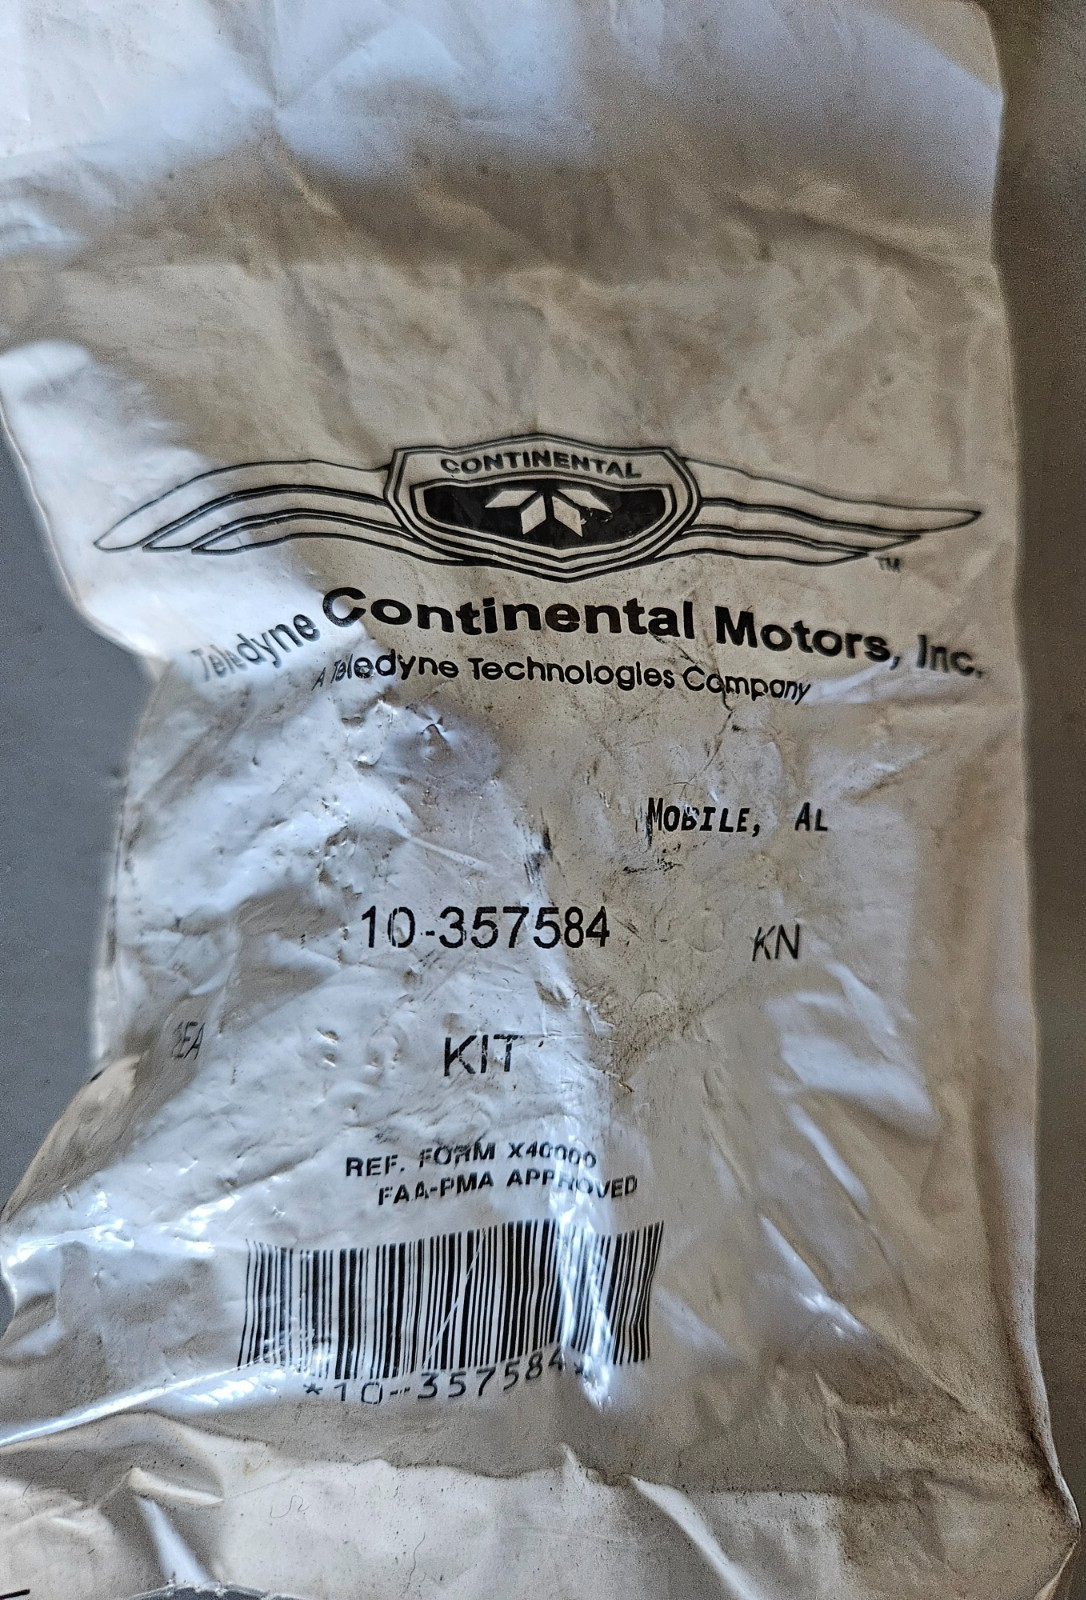 CONTINENTAL
TM
Teledyne Continental Motors, Inc.
A Teledyne Technologies Company
MOBILE, AL
10-357584
KN
KIT
REF. FORM X40000
FAA-PMA APPROVED
*10-357584*